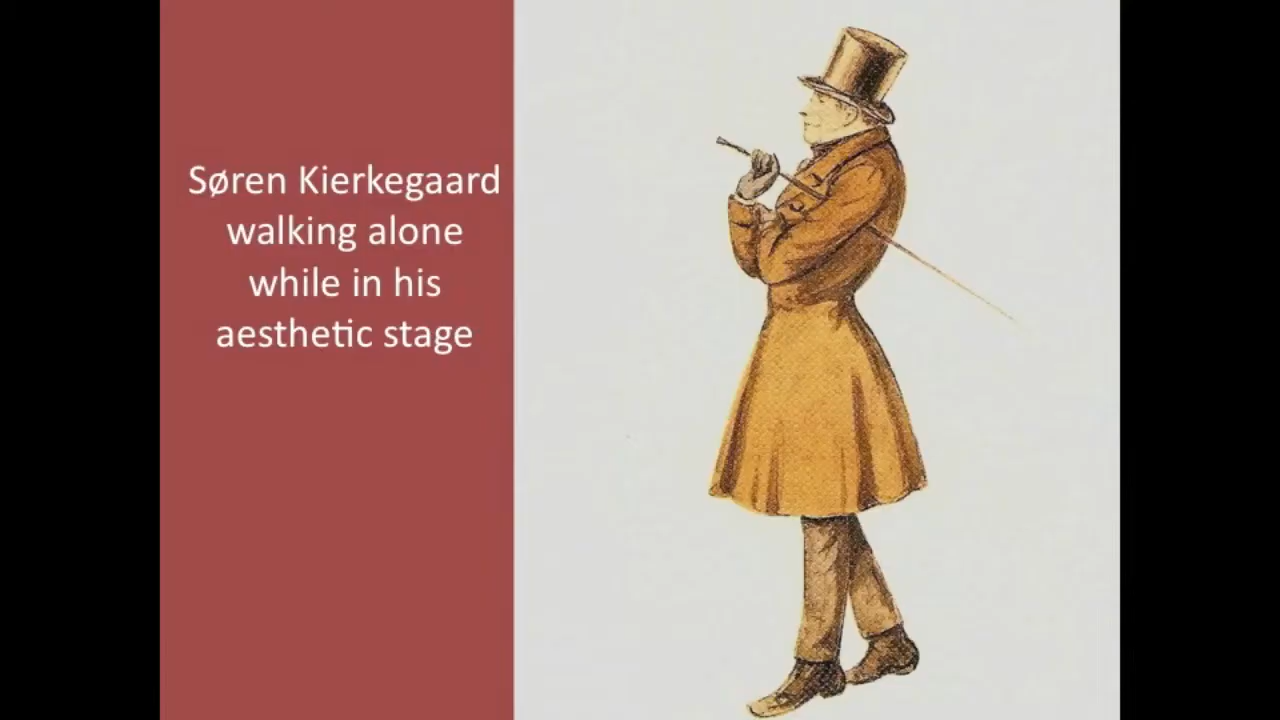 Søren Kierkegaard
walking alone
while in his
aesthetic stage